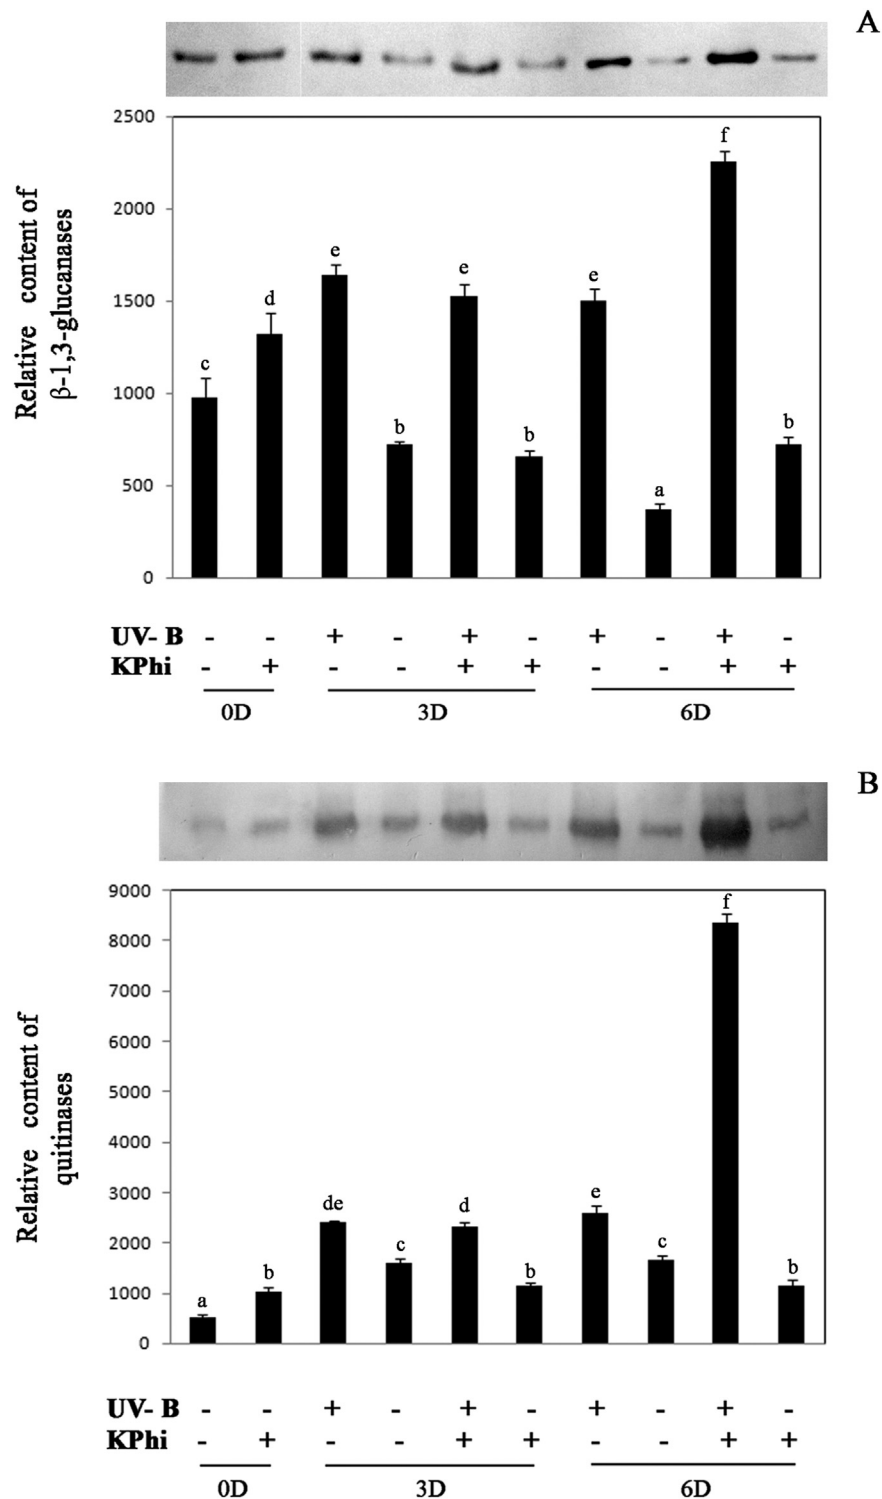 A
2500
2000
1500
1000
500
0
Relative content of
β-1,3-glucanases
c
d
e
b
e
b
e
a
f
b
UV- B - - + - + - + - + -
KPhi - + - - + + - - + +
0D 3D 6D
B
9000
8000
7000
6000
5000
4000
3000
2000
1000
0
Relative content of
quitinases
a
b
de
c
d
b
e
c
f
b
UV- B - - + - + - + - + -
KPhi - + - - + + - - + +
0D 3D 6D